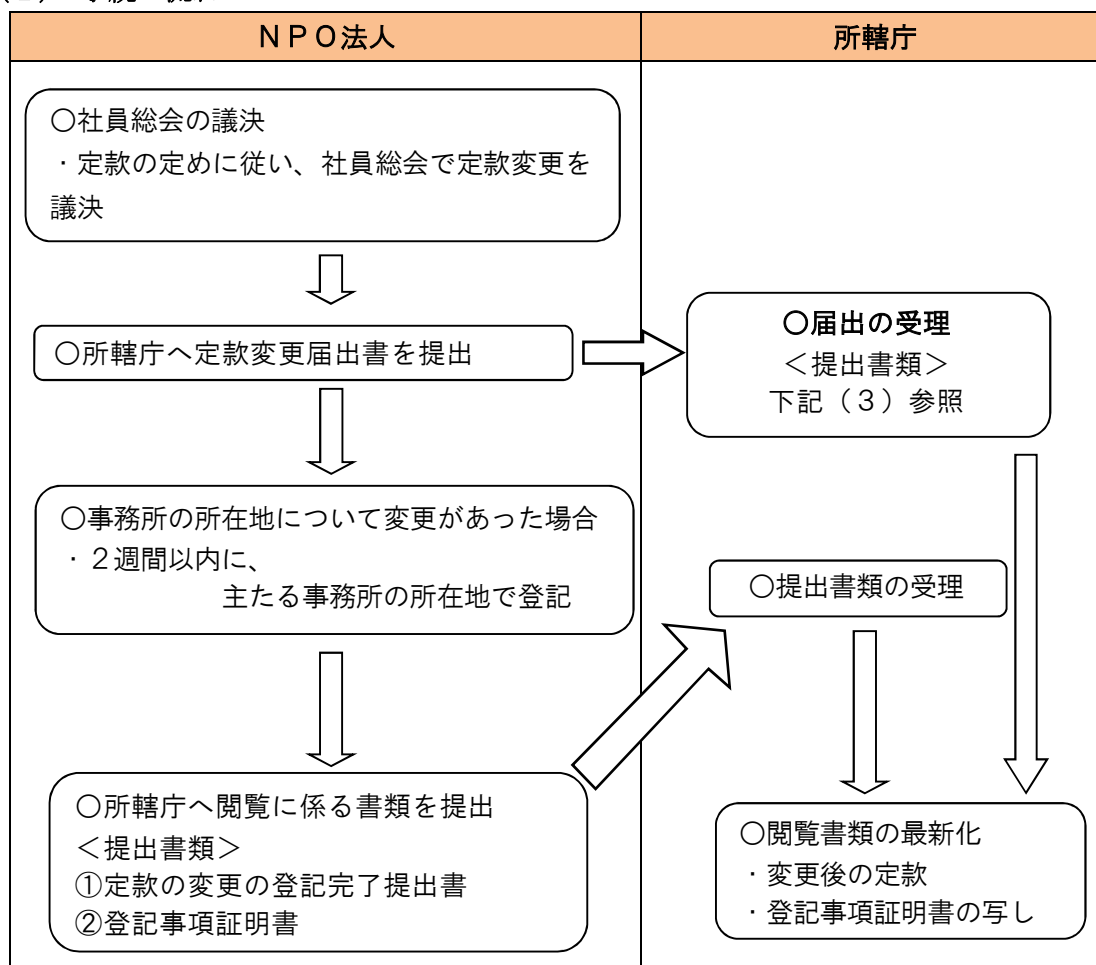 ＮＰＯ法人
所轄庁
○社員総会の議決
・定款の定めに従い、社員総会で定款変更を
議決
○所轄庁へ定款変更届出書を提出
○届出の受理
＜提出書類＞
下記（３）参照
○事務所の所在地について変更があった場合
・２週間以内に、
主たる事務所の所在地で登記
○提出書類の受理
○所轄庁へ閲覧に係る書類を提出
＜提出書類＞
①定款の変更の登記完了提出書
②登記事項証明書
○閲覧書類の最新化
・変更後の定款
・登記事項証明書の写し